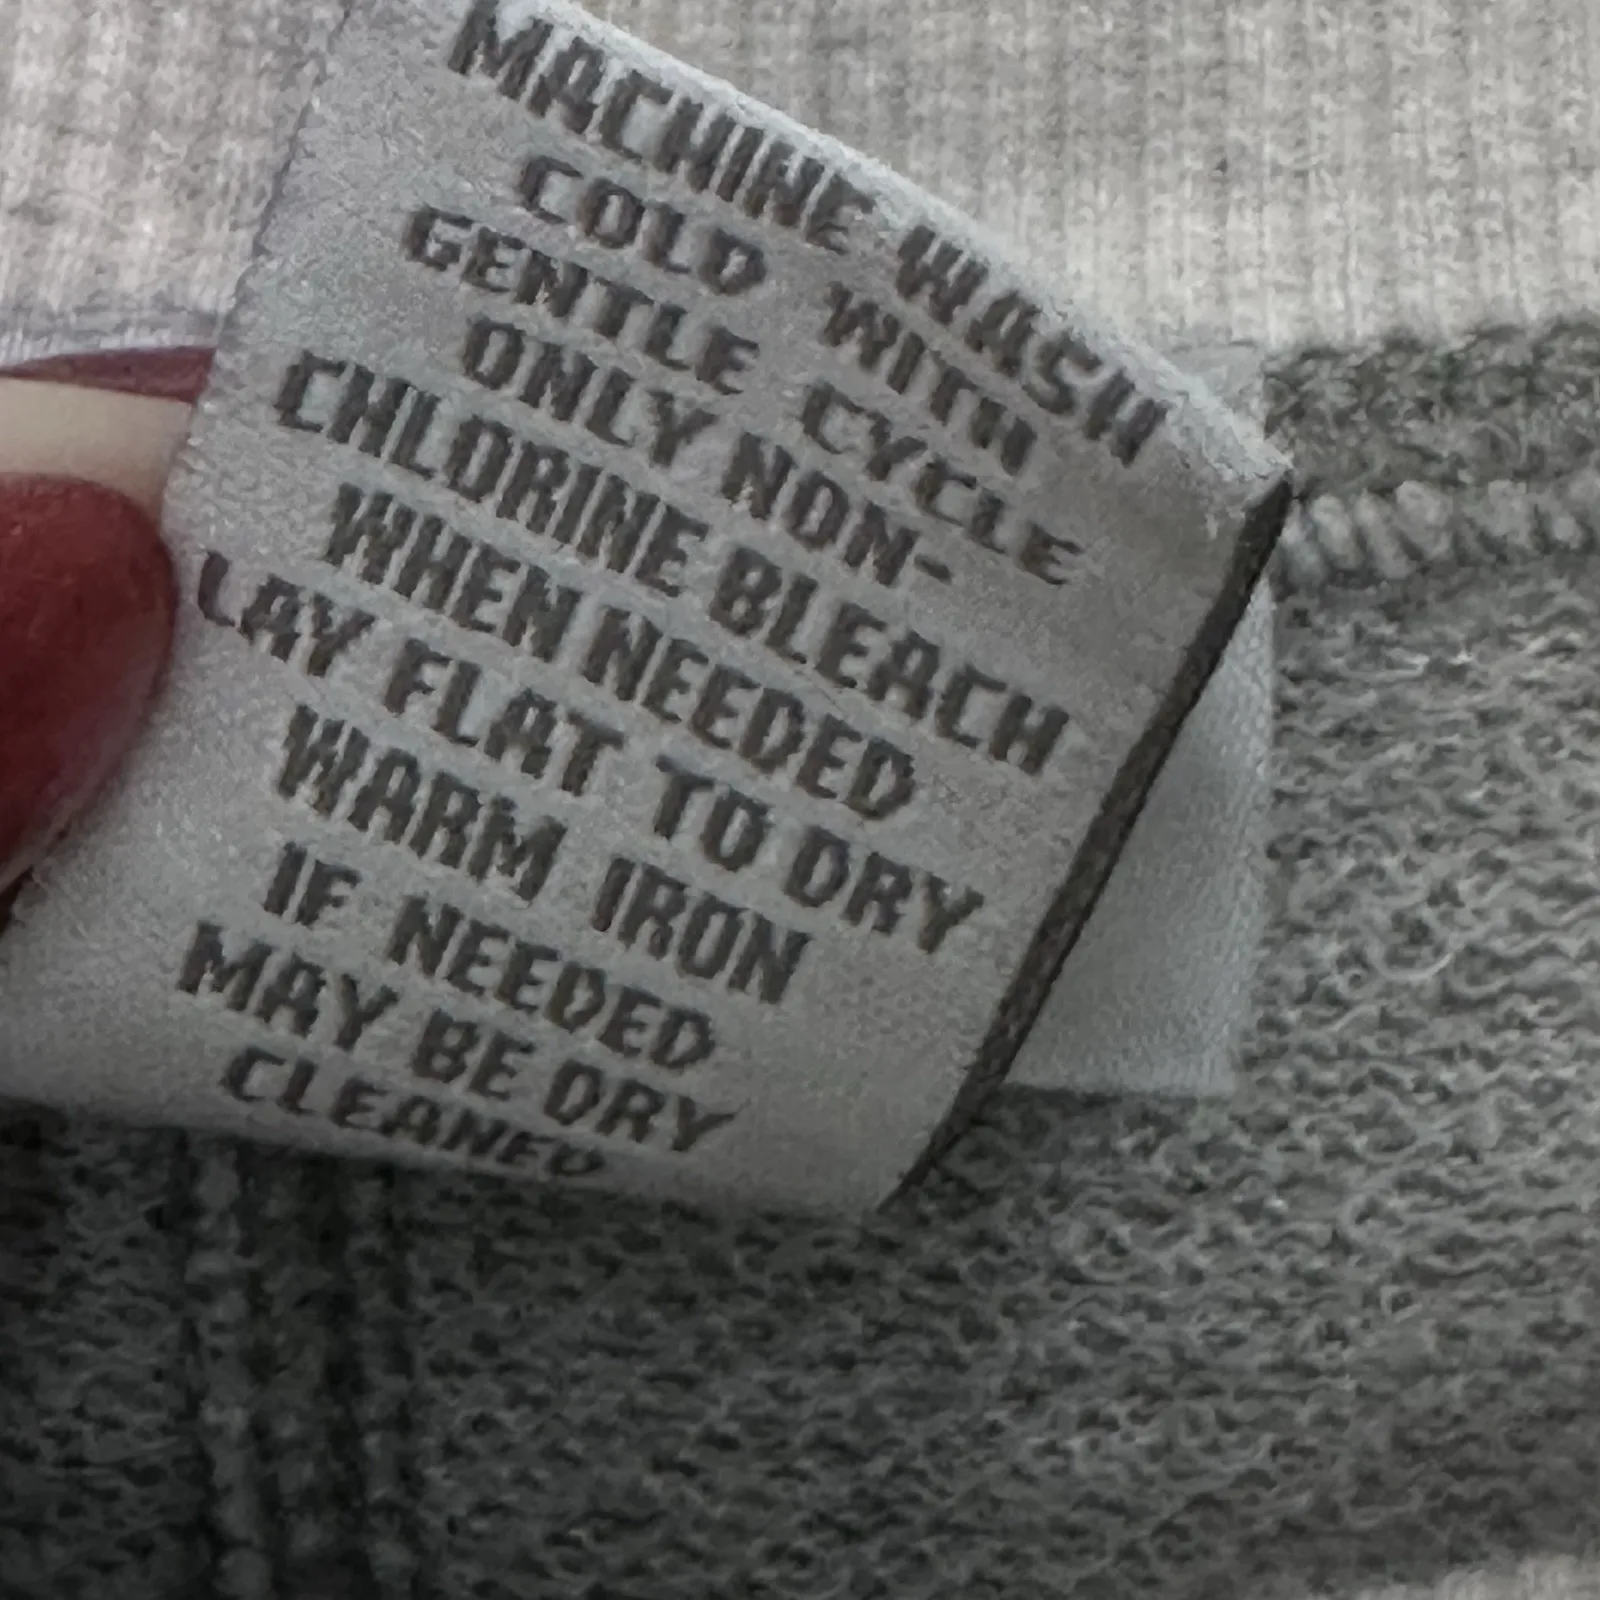 MACHINE WASH
COLD WITH
GENTLE CYCLE
ONLY NON-
CHLORINE BLEACH
WHEN NEEDED
LAY FLAT TO DRY
WARM IRON
IF NEEDED
MAY BE DRY
CLEANED